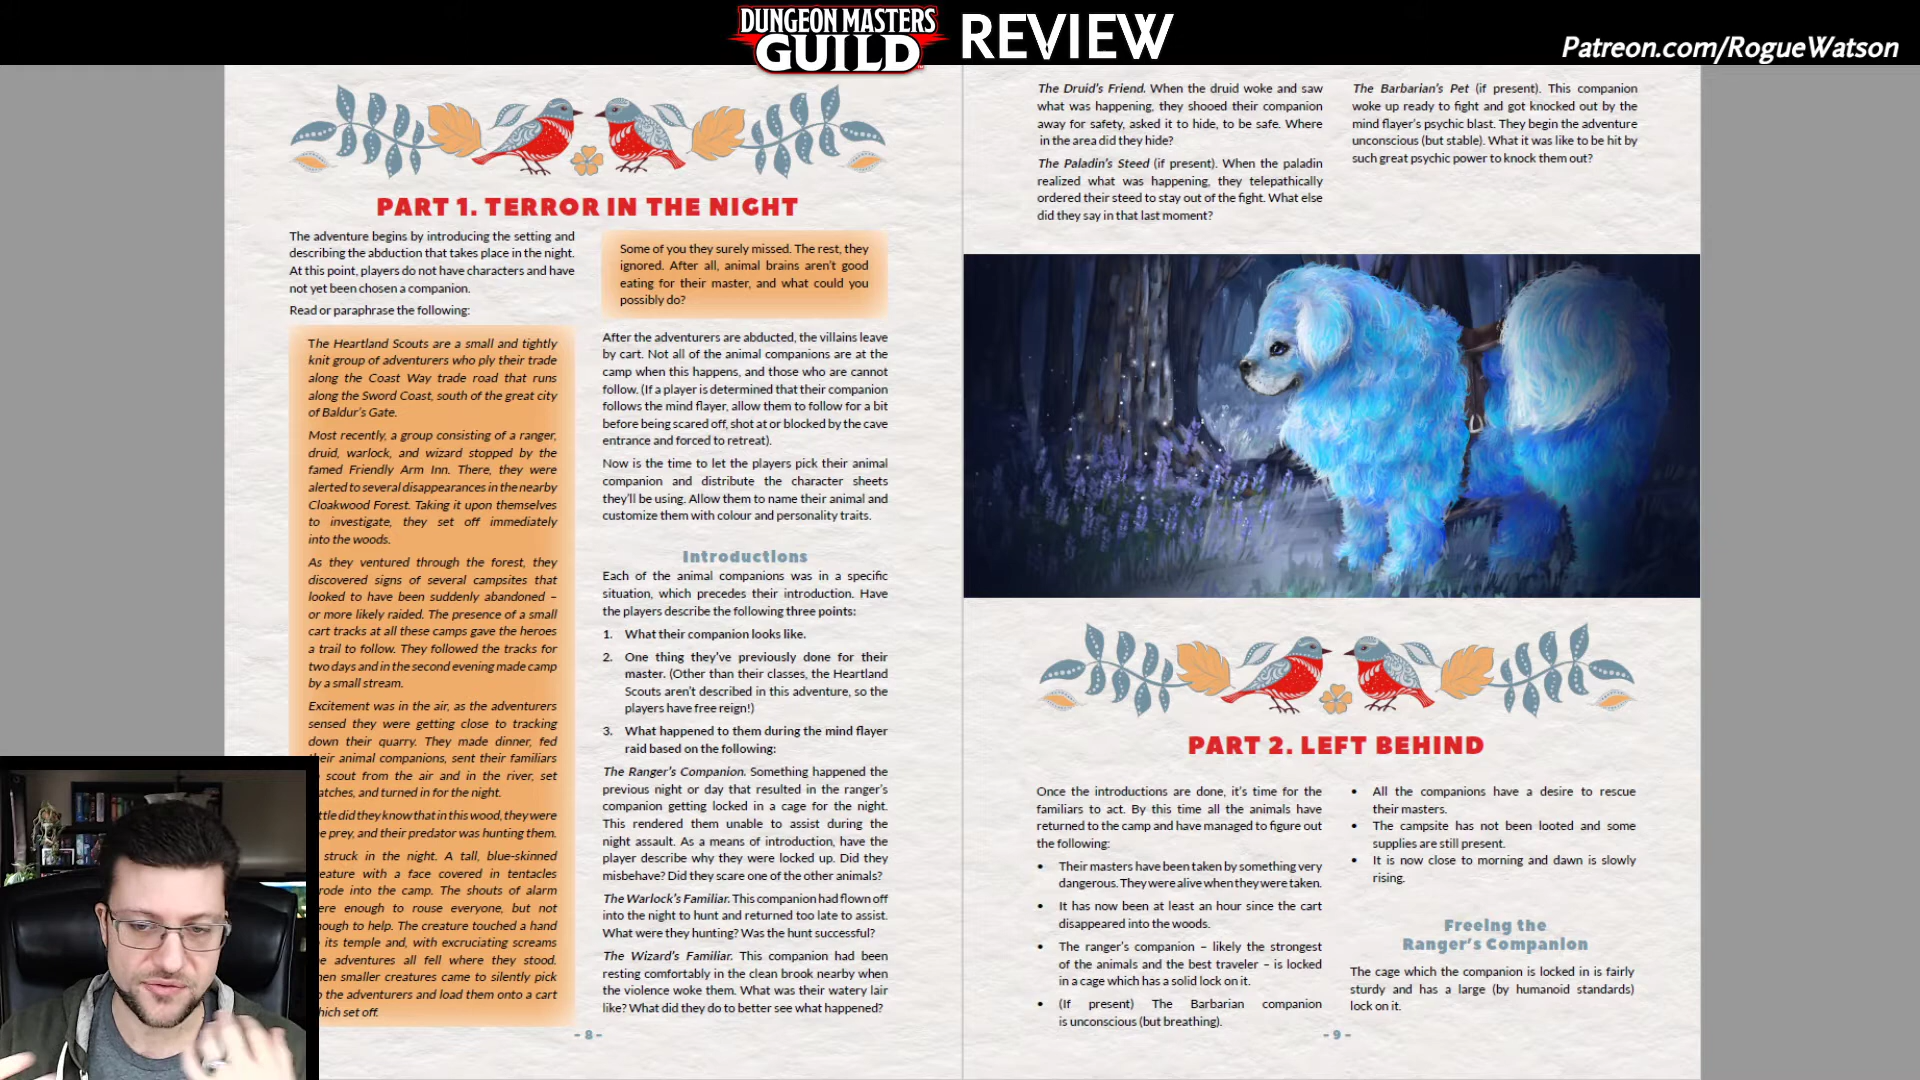 DUNGEON MASTERS
GUILD
REVIEW
Patreon.com/RogueWatson
PART 1. TERROR IN THE NIGHT
The adventure begins by introducing the setting and
describing the abduction that takes place in the night.
At this point, players do not have characters and have
not yet been chosen a companion.
Read or paraphrase the following:
The Heartland Scouts are a small and tightly
knit group of adventurers who ply their trade
along the Coast Way trade road that runs
along the Sword Coast, south of the great city
of Baldur's Gate.
Most recently, a group consisting of a ranger,
druid, warlock, and wizard stopped by the
famed Friendly Arm Inn. There, they were
alerted to several disappearances in the nearby
Cloakwood Forest. Taking it upon themselves
to investigate, they set off immediately
into the woods.
As they ventured through the forest, they
discovered signs of several campsites that
looked to have been suddenly abandoned –
or more likely raided. The presence of a small
cart tracks at all these camps gave the heroes
a trail to follow. They followed the tracks for
two days and in the second evening made camp
by a small stream.
Excitement was in the air, as the adventurers
sensed they were getting close to tracking
down their quarry. They made dinner, fed
their animal companions, sent their familiars
scout from the air and in the river, set
atches, and turned in for the night.
ttle did they know that in this wood, they were
e prey, and their predator was hunting them.
struck in the night. A tall, blue-skinned
eature with a face covered in tentacles
rode into the camp. The shouts of alarm
ere enough to rouse everyone, but not
nough to help. The creature touched a hand
its temple and, with excruciating screams
e adventures all fell where they stood.
hen smaller creatures came to silently pick
the adventurers and load them onto a cart
hich set off.
Some of you they surely missed. The rest, they
ignored. After all, animal brains aren't good
eating for their master, and what could you
possibly do?
After the adventurers are abducted, the villains leave
by cart. Not all of the animal companions are at the
camp when this happens, and those who are cannot
follow. (If a player is determined that their companion
follows the mind flayer, allow them to follow for a bit
before being scared off, shot at or blocked by the cave
entrance and forced to retreat).
Now is the time to let the players pick their animal
companion and distribute the character sheets
they'll be using. Allow them to name their animal and
customize them with colour and personality traits.
Introductions
Each of the animal companions was in a specific
situation, which precedes their introduction. Have
the players describe the following three points:
1. What their companion looks like.
2. One thing they've previously done for their
master. (Other than their classes, the Heartland
Scouts aren't described in this adventure, so the
players have free reign!)
3. What happened to them during the mind flayer
raid based on the following:
The Ranger's Companion. Something happened the
previous night or day that resulted in the ranger's
companion getting locked in a cage for the night.
This rendered them unable to assist during the
night assault. As a means of introduction, have the
player describe why they were locked up. Did they
misbehave? Did they scare one of the other animals?
The Warlock's Familiar. This companion had flown off
into the night to hunt and returned too late to assist.
What were they hunting? Was the hunt successful?
The Wizard's Familiar. This companion had been
resting comfortably in the clean brook nearby when
the violence woke them. What was their watery lair
like? What did they do to better see what happened?
- 8 -
The Druid's Friend. When the druid woke and saw
what was happening, they shooed their companion
away for safety, asked it to hide, to be safe. Where
in the area did they hide?
The Paladin's Steed (if present). When the paladin
realized what was happening, they telepathically
ordered their steed to stay out of the fight. What else
did they say in that last moment?
The Barbarian's Pet (if present). This companion
woke up ready to fight and got knocked out by the
mind flayer's psychic blast. They begin the adventure
unconscious (but stable). What it was like to be hit by
such great psychic power to knock them out?
PART 2. LEFT BEHIND
Once the introductions are done, it's time for the
familiars to act. By this time all the animals have
returned to the camp and have managed to figure out
the following:
• Their masters have been taken by something very
dangerous. They were alive when they were taken.
• It has now been at least an hour since the cart
disappeared into the woods.
• The ranger's companion – likely the strongest
of the animals and the best traveler – is locked
in a cage which has a solid lock on it.
• (If present) The Barbarian companion
is unconscious (but breathing).
• All the companions have a desire to rescue
their masters.
• The campsite has not been looted and some
supplies are still present.
• It is now close to morning and dawn is slowly
rising.
Freeing the
Ranger's Companion
The cage which the companion is locked in is fairly
sturdy and has a large (by humanoid standards)
lock on it.
- 9 -